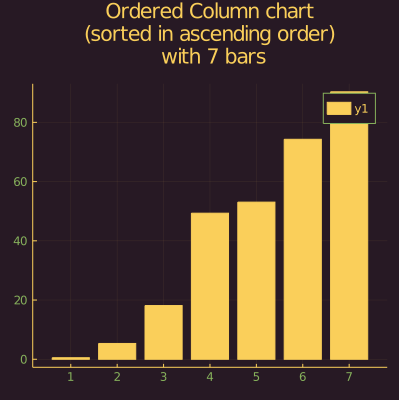 Ordered Column chart
(sorted in ascending order)
with 7 bars
y1
80
60
40
20
0
1 2 3 4 5 6 7